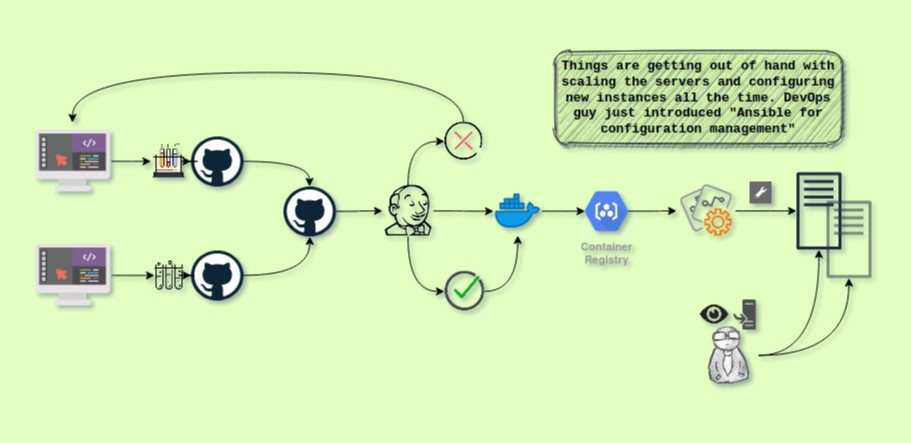 Things are getting out of hand with
scaling the servers and configuring
new instances all the time. DevOps
guy just introduced "Ansible for
configuration management"
</>
</>
Container
Registry